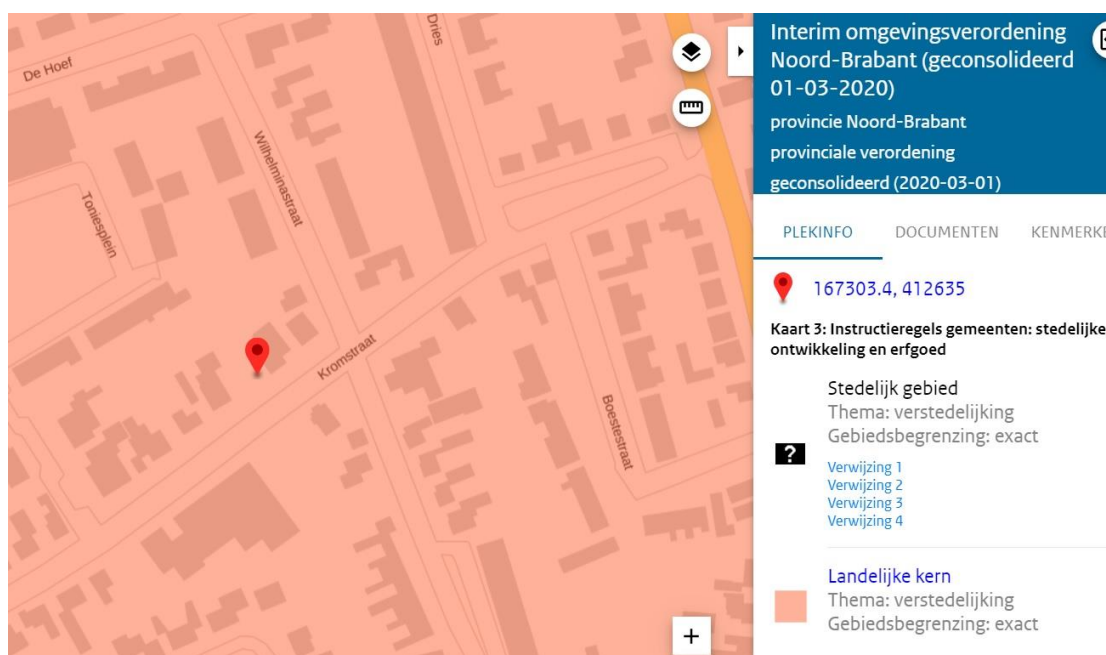 Dries
De Hoef
Wilhelminastraat
Toniesplein
Kromstraat
Boestestraat
+
Interim omgevingsverordening
Noord-Brabant (geconsolideerd
01-03-2020)
provincie Noord-Brabant
provinciale verordening
geconsolideerd (2020-03-01)
PLEKINFO DOCUMENTEN KENMERKE
167303.4, 412635
Kaart 3: Instructieregels gemeenten: stedelijke
ontwikkeling en erfgoed
Stedelijk gebied
Thema: verstedelijking
Gebiedsbegrenzing: exact
?
Verwijzing 1
Verwijzing 2
Verwijzing 3
Verwijzing 4
Landelijke kern
Thema: verstedelijking
Gebiedsbegrenzing: exact